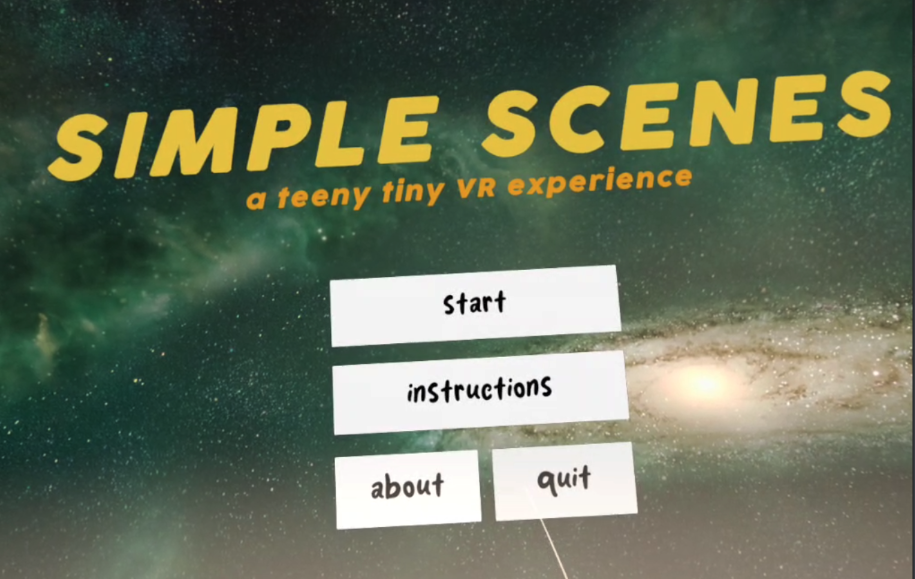 SIMPLE SCENES
a teeny tiny VR experience
start
instructions
about quit